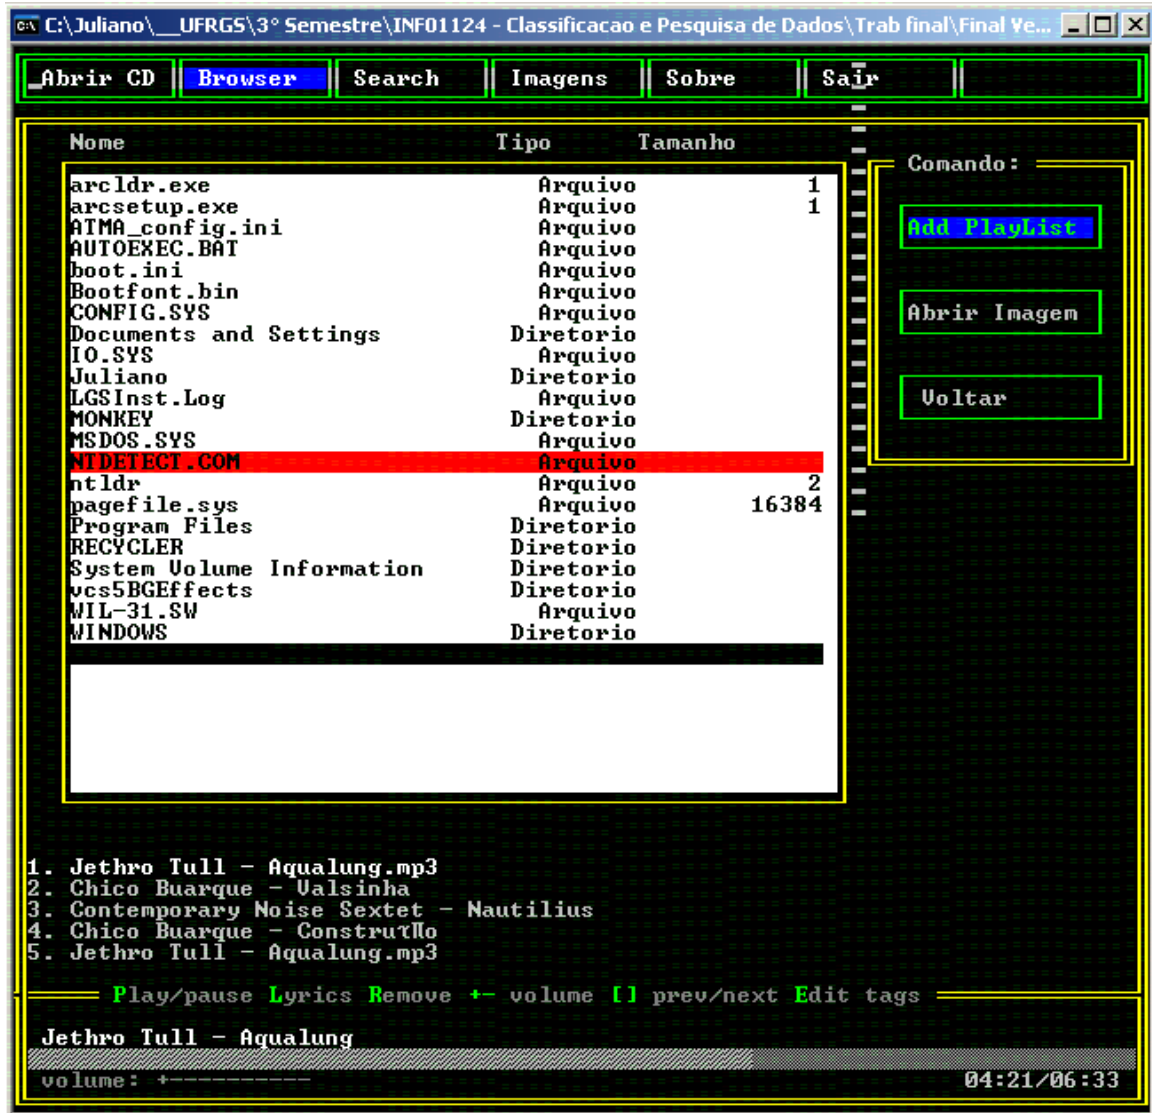 C:\Juliano\__UFRGS\3° Semestre\INF01124 - Classificacao e Pesquisa de Dados\Trab final\Final Ve...
Abrir CD Browser Search Imagens Sobre Sair
Nome Tipo Tamanho
Comando:
arcldr.exe Arquivo 1
arcsetup.exe Arquivo 1
ATMA_config.ini Arquivo
Add PlayList
AUTOEXEC.BAT Arquivo
boot.ini Arquivo
Bootfont.bin Arquivo
CONFIG.SYS Arquivo
Abrir Imagem
Documents and Settings Diretorio
IO.SYS Arquivo
Juliano Diretorio
LGSInst.Log Arquivo
Voltar
MONKEY Diretorio
MSDOS.SYS Arquivo
NTDETECT.COM Arquivo
ntldr Arquivo 2
pagefile.sys Arquivo 16384
Program Files Diretorio
RECYCLER Diretorio
System Volume Information Diretorio
vcs5BGEffects Diretorio
WIL-31.SW Arquivo
WINDOWS Diretorio
1. Jethro Tull - Aqualung.mp3
2. Chico Buarque - Valsinha
3. Contemporary Noise Sextet - Nautilius
4. Chico Buarque - ConstruτΠo
5. Jethro Tull - Aqualung.mp3
Play/pause Lyrics Remove +- volume [] prev/next Edit tags
Jethro Tull - Aqualung
volume: +---------- 04:21/06:33